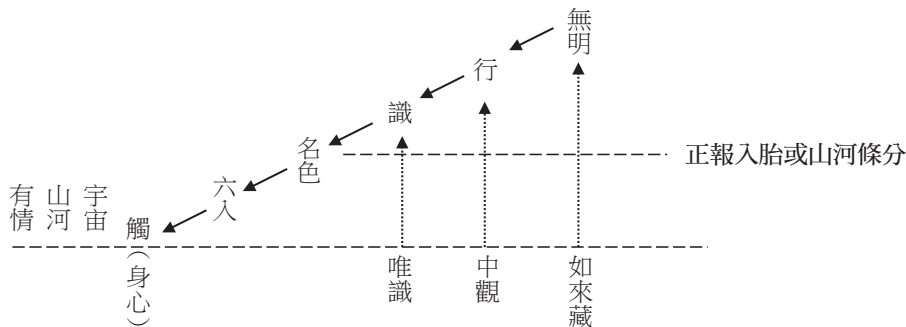 無明
行
識
名色
六入
觸（身心）
正報入胎或山河條分
宇宙
山河
有情
唯識
中觀
如來藏